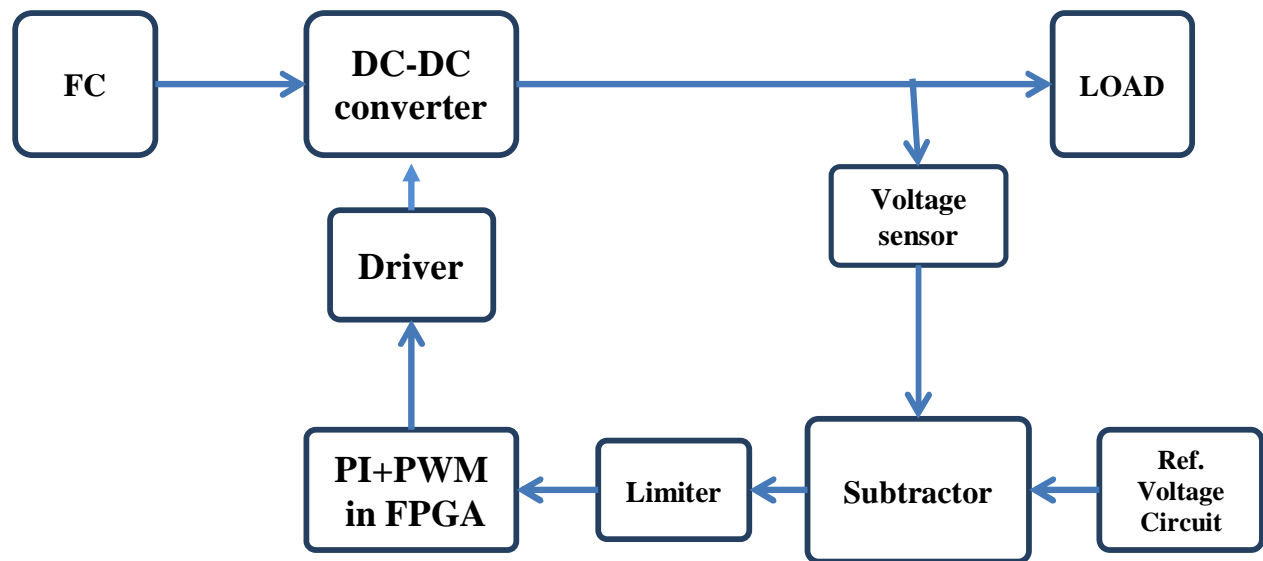 FC
DC-DC
converter
LOAD
Voltage
sensor
Driver
PI+PWM
in FPGA
Limiter
Subtractor
Ref.
Voltage
Circuit